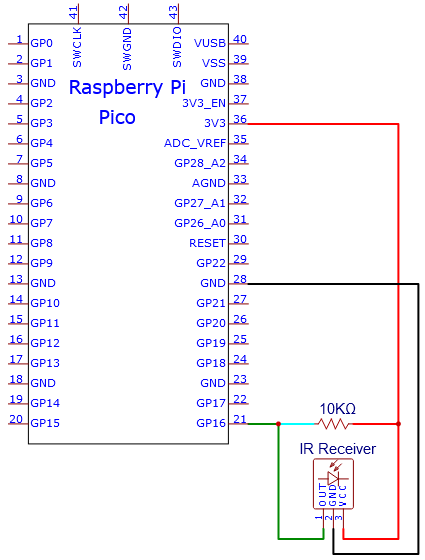 41 42 43
SWCLK SWGND SWDIO
1 GP0 VUSB 40
2 GP1 VSS 39
3 GND GND 38
Raspberry Pi
4 GP2 3V3_EN 37
Pico
5 GP3 3V3 36
6 GP4 ADC_VREF 35
7 GP5 GP28_A2 34
8 GND AGND 33
9 GP6 GP27_A1 32
10 GP7 GP26_A0 31
11 GP8 RESET 30
12 GP9 GP22 29
13 GND GND 28
14 GP10 GP21 27
15 GP11 GP20 26
16 GP12 GP19 25
17 GP13 GP18 24
18 GND GND 23
19 GP14 GP17 22
20 GP15 GP16 21
10KΩ
IR Receiver
OUT GND VCC
1 2 3